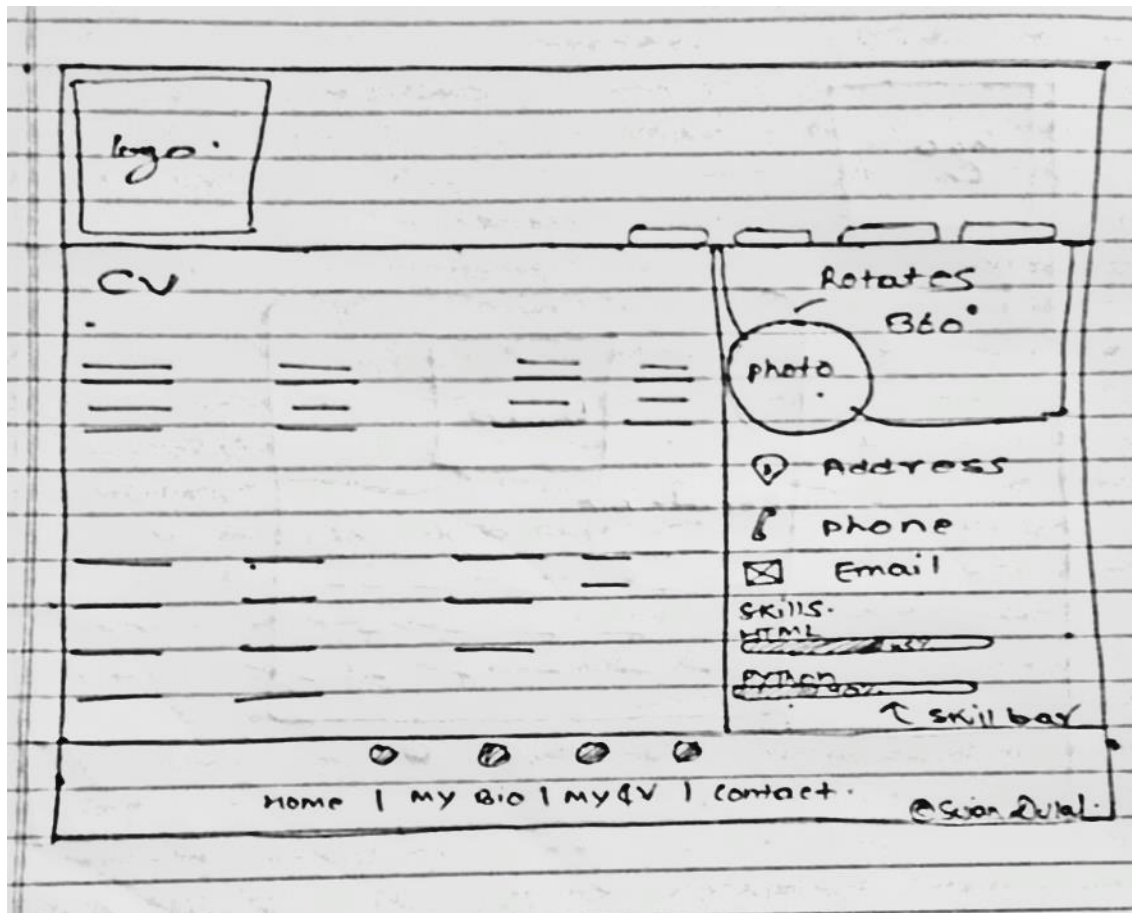 logo.
CV
Rotates
360°
photo
Address
phone
Email
Skills.
HTML
PYTHON
skill bar
Home | My Bio | My CV | contact.